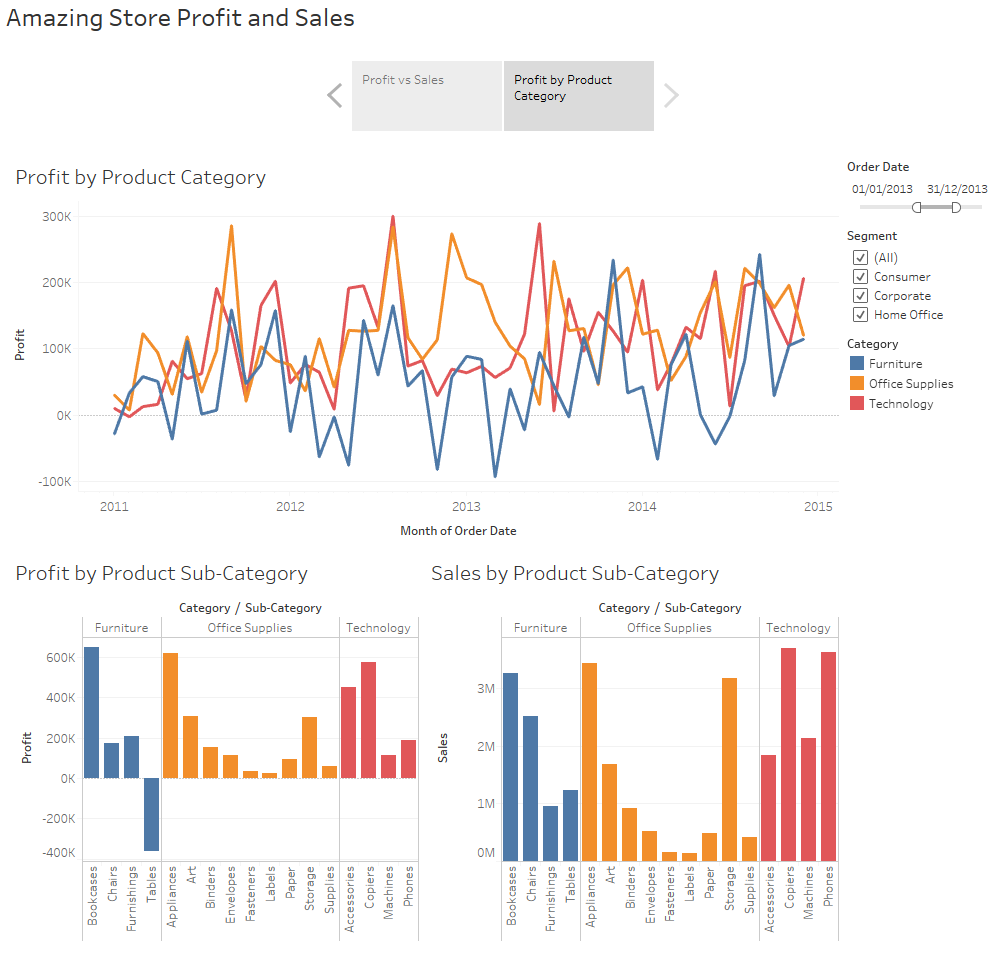 Amazing Store Profit and Sales
Profit vs Sales
Profit by Product
Category
Profit by Product Category
Order Date
01/01/2013 31/12/2013
Segment
(All)
Consumer
Corporate
Home Office
Category
Furniture
Office Supplies
Technology
Profit
300K
200K
100K
0K
-100K
2011 2012 2013 2014 2015
Month of Order Date
Profit by Product Sub-Category
Category / Sub-Category
Furniture Office Supplies Technology
Profit
600K
400K
200K
0K
-200K
-400K
Bookcases
Chairs
Furnishings
Tables
Appliances
Art
Binders
Envelopes
Fasteners
Labels
Paper
Storage
Supplies
Accessories
Copiers
Machines
Phones
Sales by Product Sub-Category
Category / Sub-Category
Furniture Office Supplies Technology
Sales
3M
2M
1M
0M
Bookcases
Chairs
Furnishings
Tables
Appliances
Art
Binders
Envelopes
Fasteners
Labels
Paper
Storage
Supplies
Accessories
Copiers
Machines
Phones